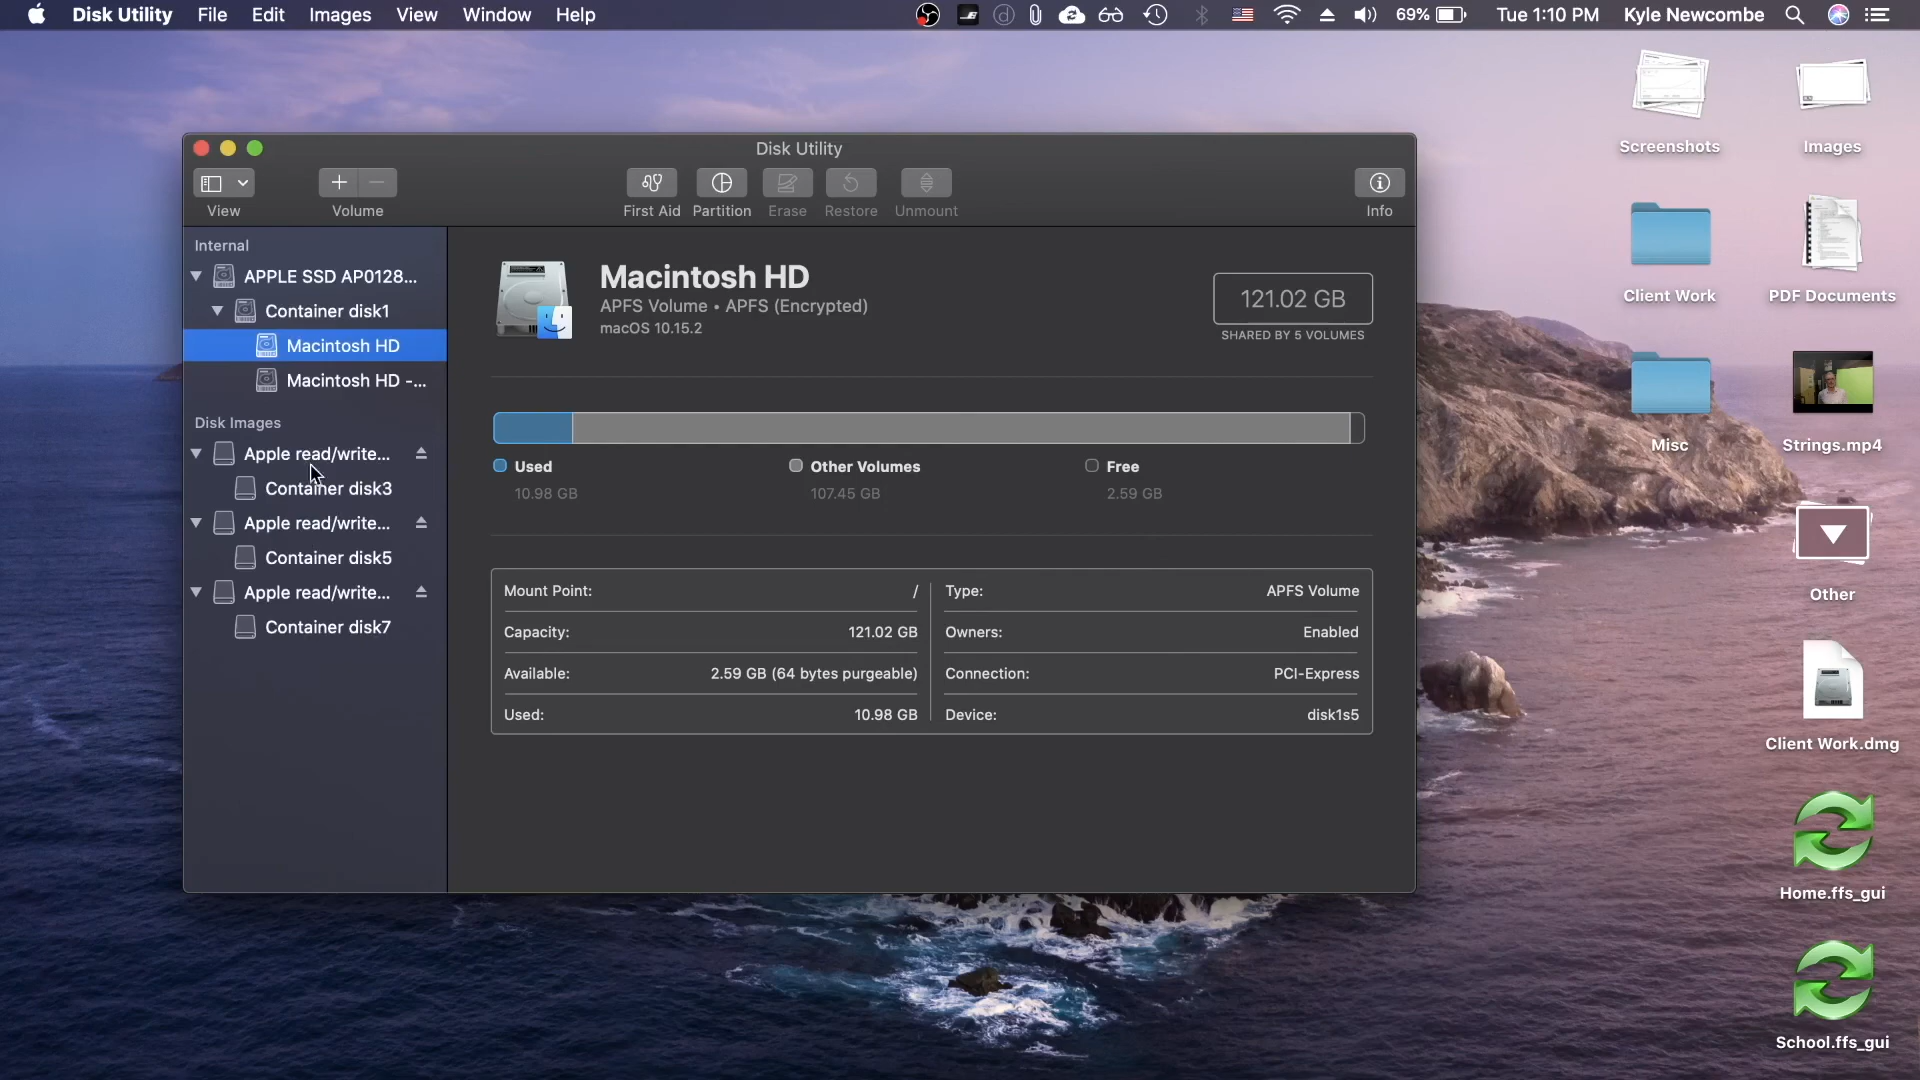 Disk Utility File Edit Images View Window Help 69% Tue 1:10 PM Kyle Newcombe
Disk Utility
View
Volume
First Aid
Partition
Erase
Restore
Unmount
Info
Internal
APPLE SSD AP0128...
Container disk1
Macintosh HD
Macintosh HD -...
Disk Images
Apple read/write...
Container disk3
Apple read/write...
Container disk5
Apple read/write...
Container disk7
Macintosh HD
APFS Volume • APFS (Encrypted)
macOS 10.15.2
121.02 GB
SHARED BY 5 VOLUMES
Used
10.98 GB
Other Volumes
107.45 GB
Free
2.59 GB
Mount Point: /
Capacity: 121.02 GB
Available: 2.59 GB (64 bytes purgeable)
Used: 10.98 GB
Type: APFS Volume
Owners: Enabled
Connection: PCI-Express
Device: disk1s5
Screenshots
Images
Client Work
PDF Documents
Misc
Strings.mp4
Other
Client Work.dmg
Home.ffs_gui
School.ffs_gui